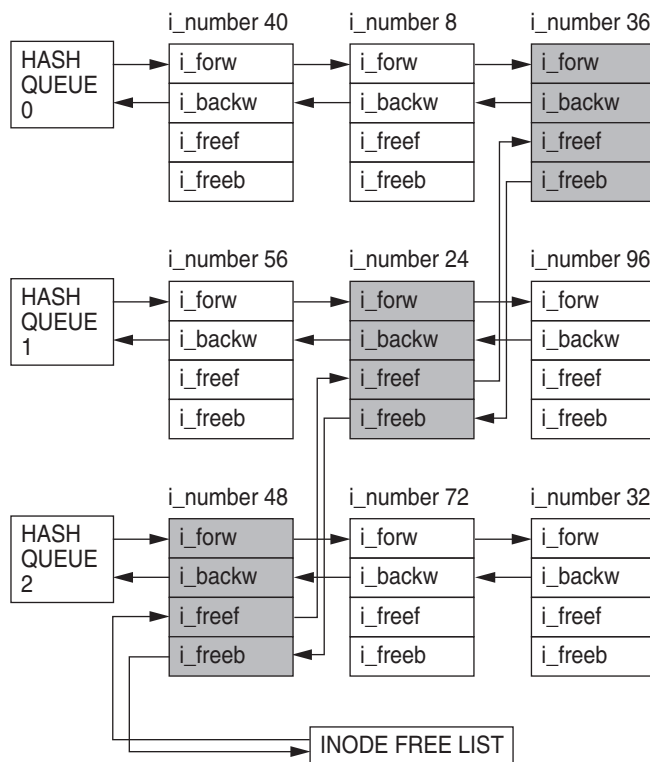 i_number 40 i_number 8 i_number 36
HASH QUEUE 0
i_forw i_forw i_forw
i_backw i_backw i_backw
i_freef i_freef i_freef
i_freeb i_freeb i_freeb
i_number 56 i_number 24 i_number 96
HASH QUEUE 1
i_forw i_forw i_forw
i_backw i_backw i_backw
i_freef i_freef i_freef
i_freeb i_freeb i_freeb
i_number 48 i_number 72 i_number 32
HASH QUEUE 2
i_forw i_forw i_forw
i_backw i_backw i_backw
i_freef i_freef i_freef
i_freeb i_freeb i_freeb
INODE FREE LIST